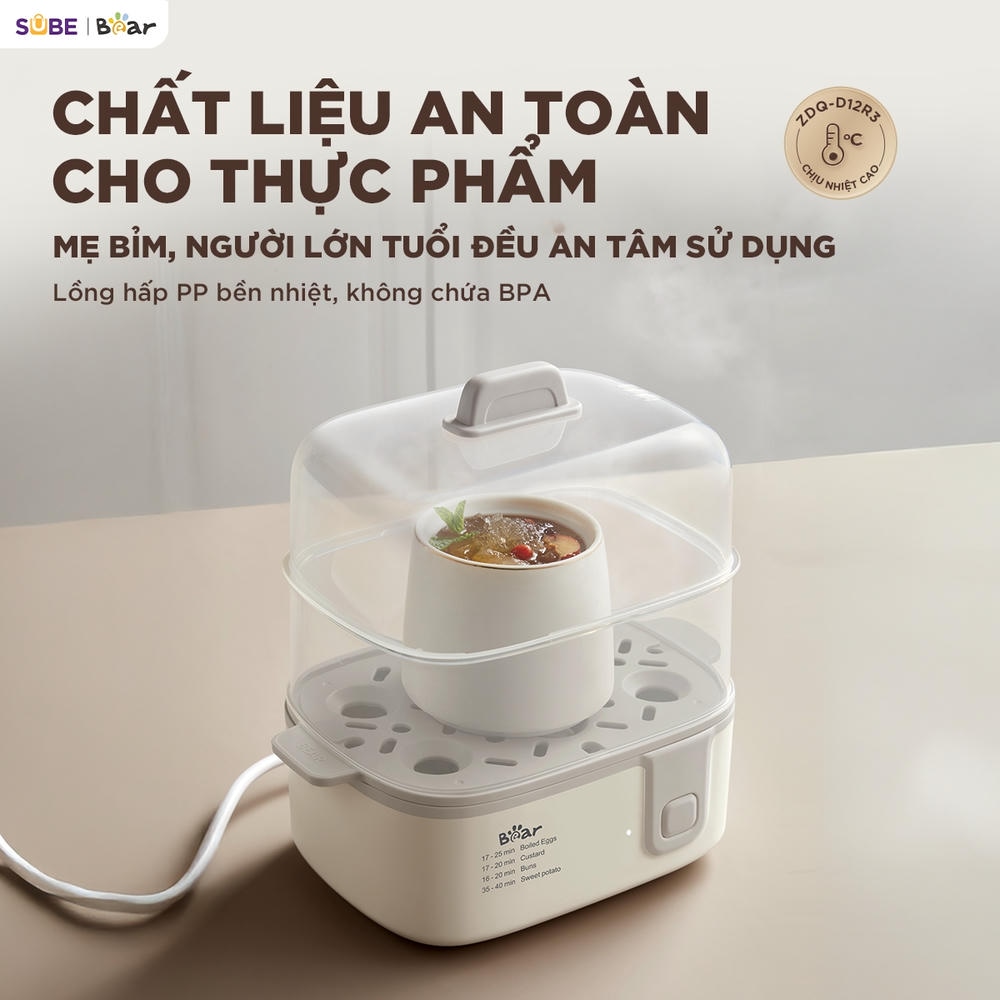 SUBE | Bear
CHẤT LIỆU AN TOÀN
CHO THỰC PHẨM
MẸ BỈM, NGƯỜI LỚN TUỔI ĐỀU AN TÂM SỬ DỤNG
Lồng hấp PP bền nhiệt, không chứa BPA
ZDQ-D12R3
°C
CHỊU NHIỆT CAO
BEAR
Bear
17 - 25 min Boiled Eggs
17 - 20 min Custard
16 - 20 min Buns
35 - 40 min Sweet potato